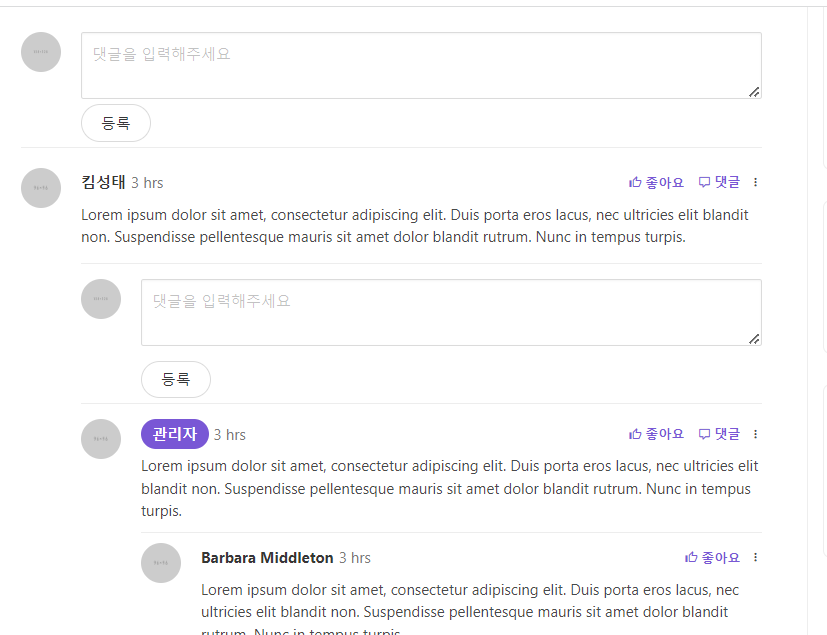 댓글을 입력해주세요
등록
킴성태 3 hrs 좋아요 댓글
Lorem ipsum dolor sit amet, consectetur adipiscing elit. Duis porta eros lacus, nec ultricies elit blandit
non. Suspendisse pellentesque mauris sit amet dolor blandit rutrum. Nunc in tempus turpis.
댓글을 입력해주세요
등록
관리자 3 hrs 좋아요 댓글
Lorem ipsum dolor sit amet, consectetur adipiscing elit. Duis porta eros lacus, nec ultricies elit
blandit non. Suspendisse pellentesque mauris sit amet dolor blandit rutrum. Nunc in tempus
turpis.
Barbara Middleton 3 hrs 좋아요
Lorem ipsum dolor sit amet, consectetur adipiscing elit. Duis porta eros lacus, nec
ultricies elit blandit non. Suspendisse pellentesque mauris sit amet dolor blandit
rutrum. Nunc in tempus turpis.